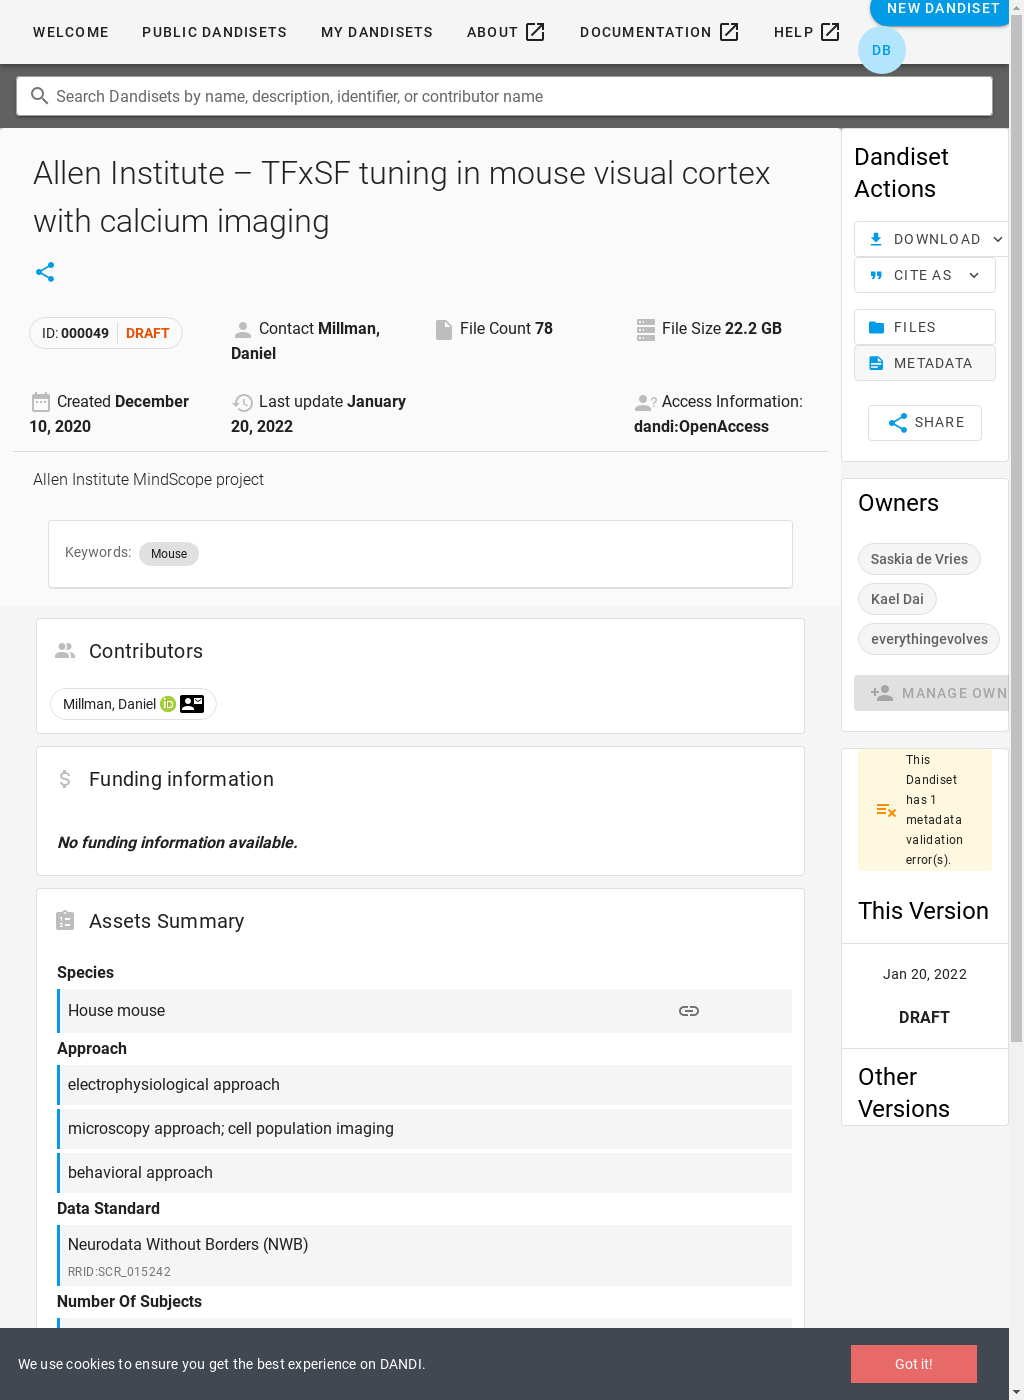 WELCOME PUBLIC DANDISETS MY DANDISETS ABOUT DOCUMENTATION HELP NEW DANDISET
DB
Search Dandisets by name, description, identifier, or contributor name
Allen Institute – TFxSF tuning in mouse visual cortex
with calcium imaging
ID: 000049 DRAFT
Contact Millman,
Daniel
File Count 78
File Size 22.2 GB
Created December
10, 2020
Last update January
20, 2022
Access Information:
dandi:OpenAccess
Allen Institute MindScope project
Keywords: Mouse
Contributors
Millman, Daniel iD
Funding information
No funding information available.
Assets Summary
Species
House mouse
Approach
electrophysiological approach
microscopy approach; cell population imaging
behavioral approach
Data Standard
Neurodata Without Borders (NWB)
RRID:SCR_015242
Number Of Subjects
Dandiset
Actions
DOWNLOAD
CITE AS
FILES
METADATA
SHARE
Owners
Saskia de Vries
Kael Dai
everythingevolves
MANAGE OWN
This
Dandiset
has 1
metadata
validation
error(s).
This Version
Jan 20, 2022
DRAFT
Other
Versions
We use cookies to ensure you get the best experience on DANDI.
Got it!